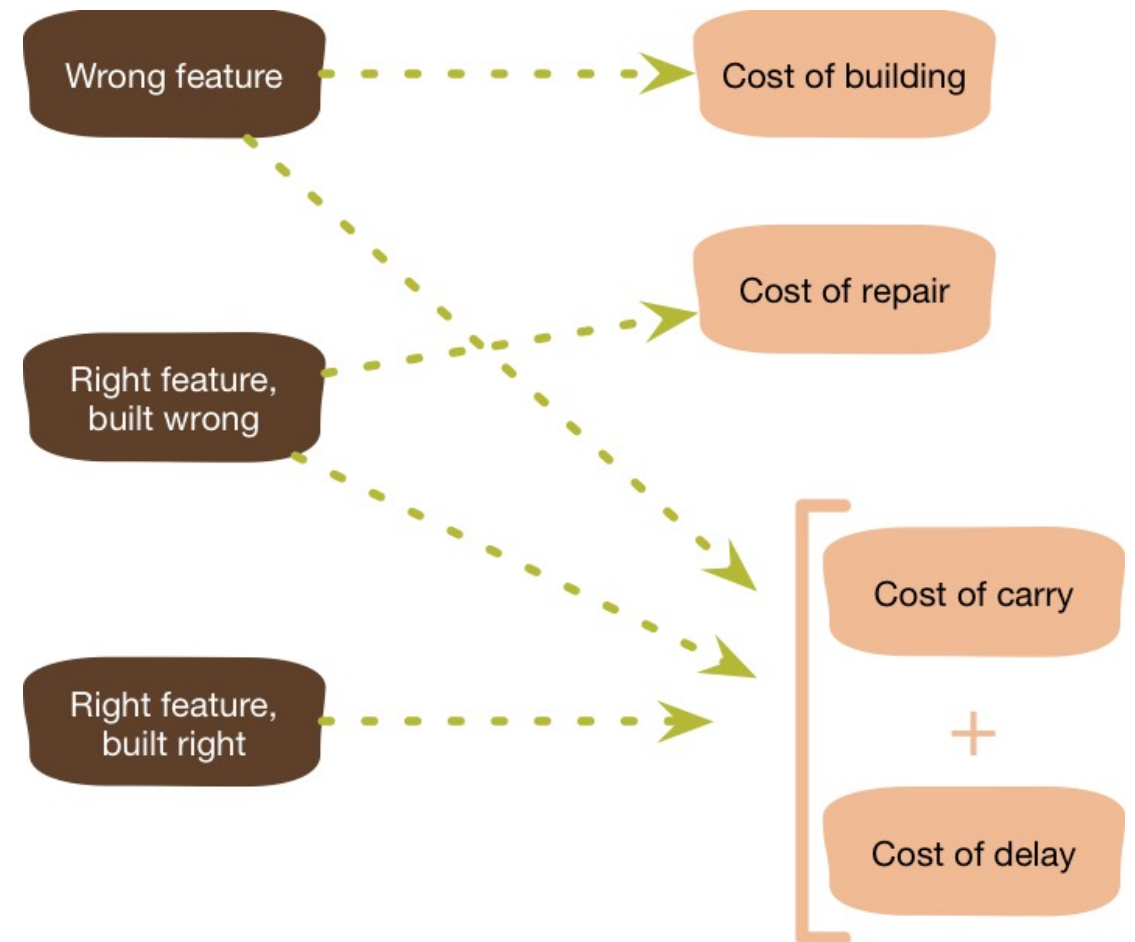 Wrong feature
Cost of building
Cost of repair
Right feature,
built wrong
Cost of carry
Right feature,
built right
+
Cost of delay